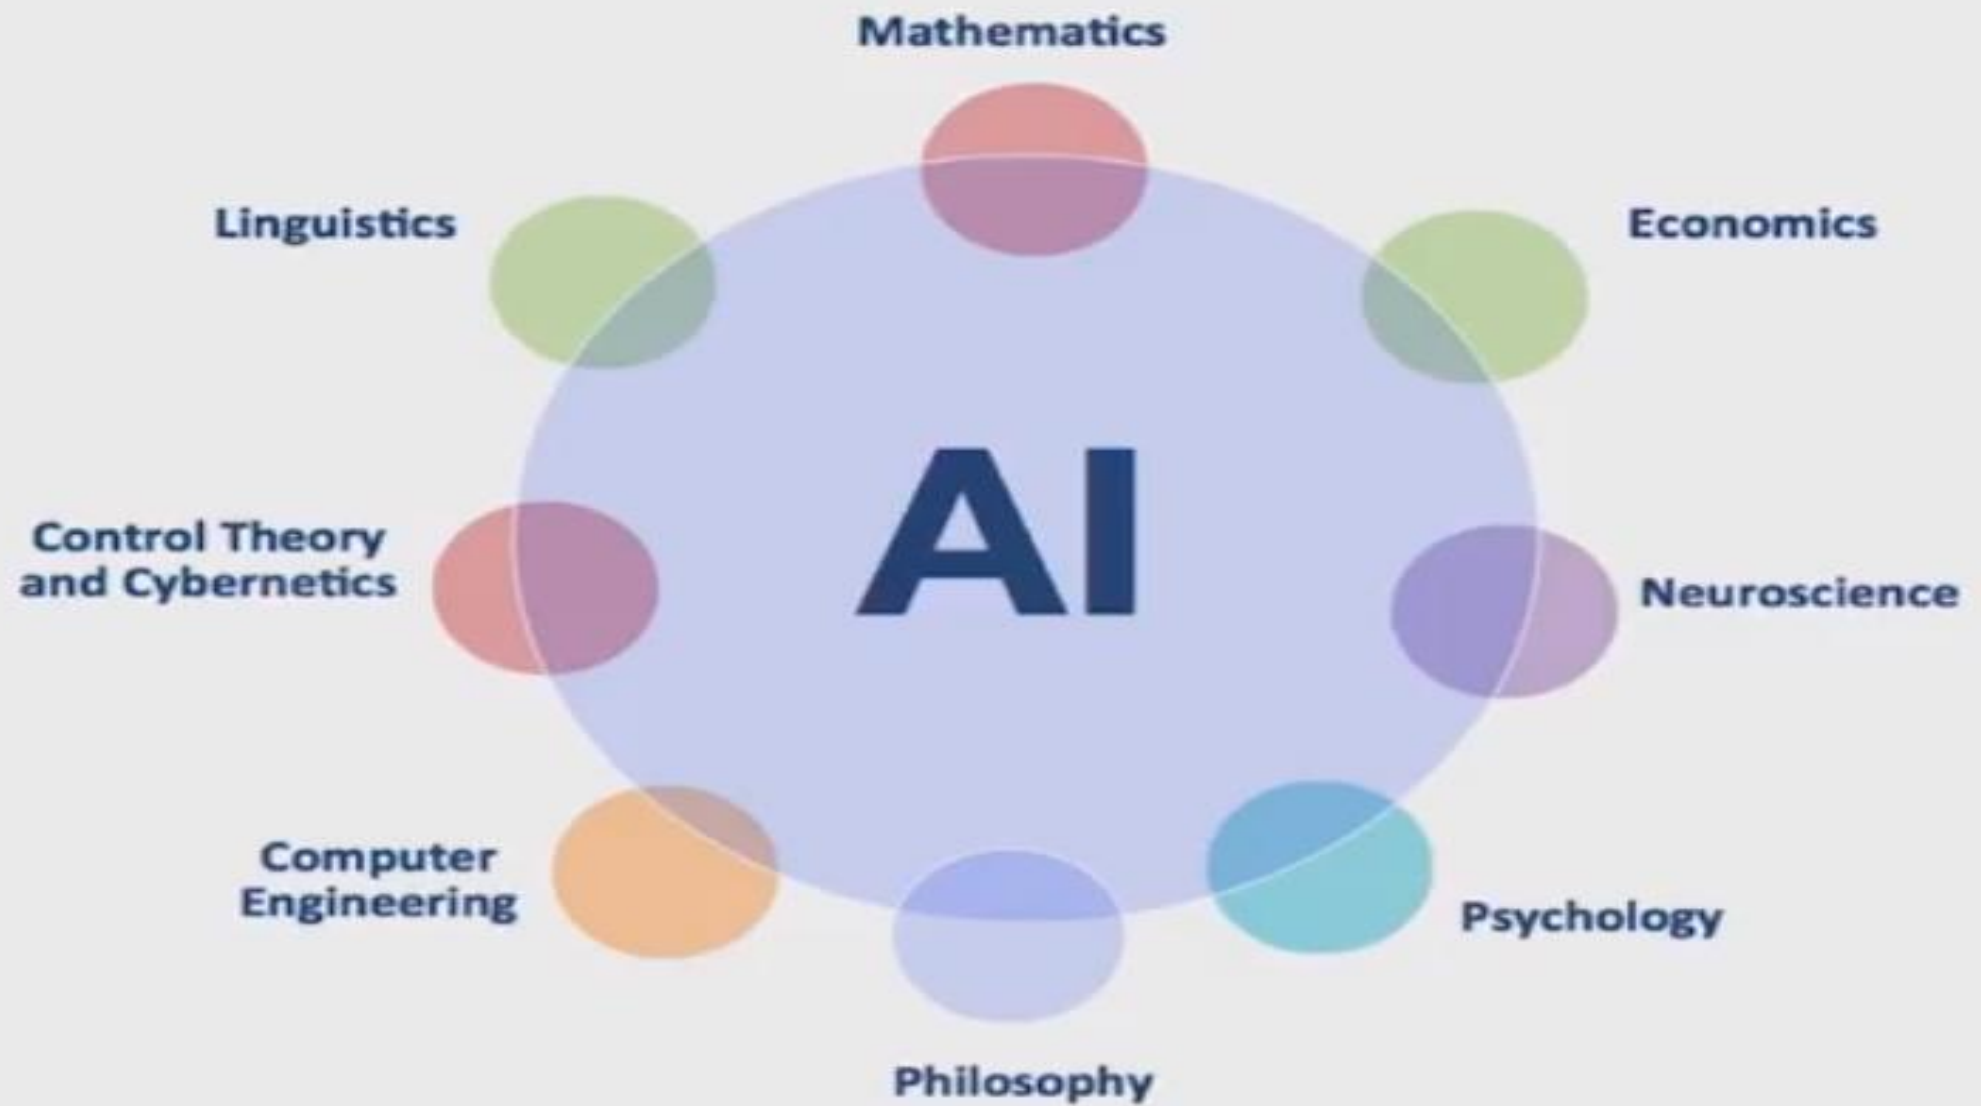 Mathematics
Linguistics
Economics
AI
Control Theory
and Cybernetics
Neuroscience
Computer
Engineering
Psychology
Philosophy